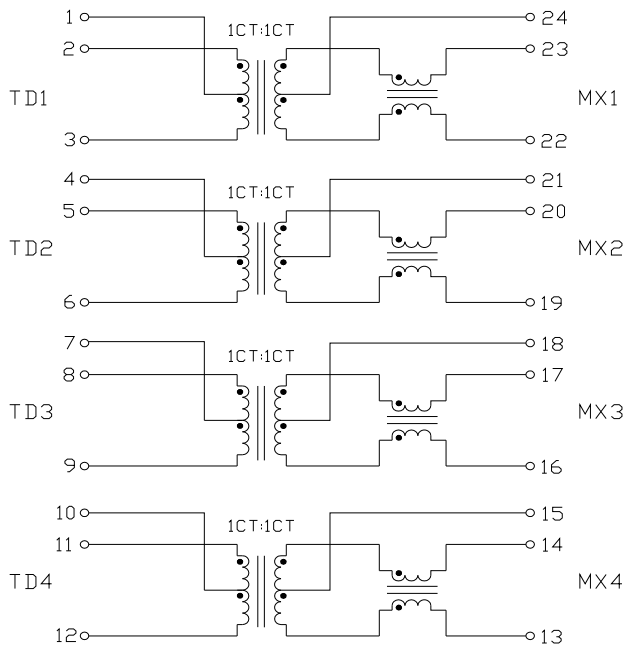 1 1CT:1CT 24
2 23
TD1 MX1
3 22
4 1CT:1CT 21
5 20
TD2 MX2
6 19
7 1CT:1CT 18
8 17
TD3 MX3
9 16
10 1CT:1CT 15
11 14
TD4 MX4
12 13